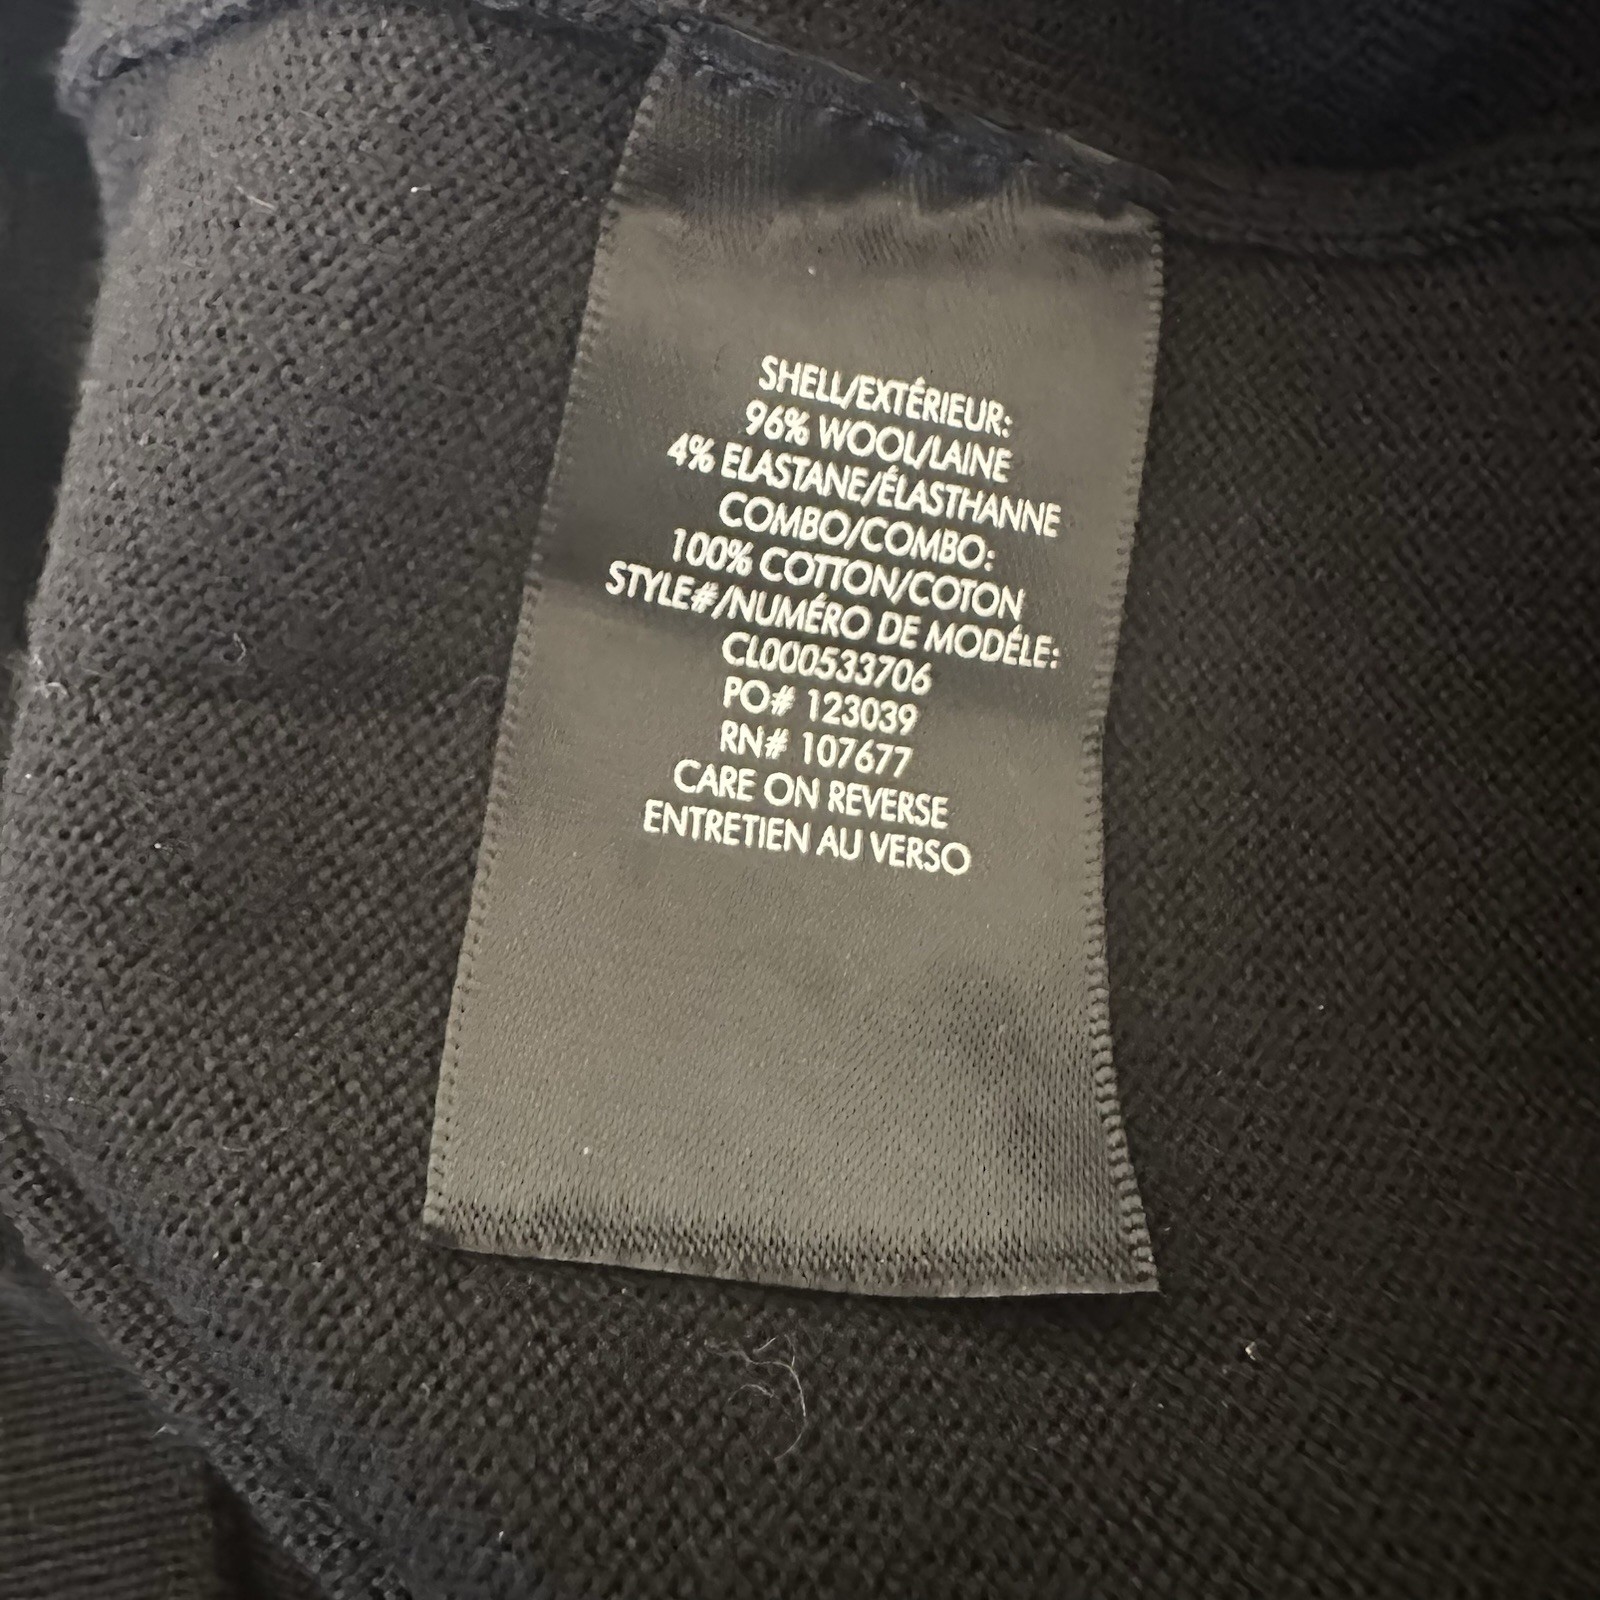 SHELL/EXTÉRIEUR:
96% WOOL/LAINE
4% ELASTANE/ÉLASTHANNE
COMBO/COMBO:
100% COTTON/COTON
STYLE#/NUMÉRO DE MODÉLE:
CL000533706
PO# 123039
RN# 107677
CARE ON REVERSE
ENTRETIEN AU VERSO